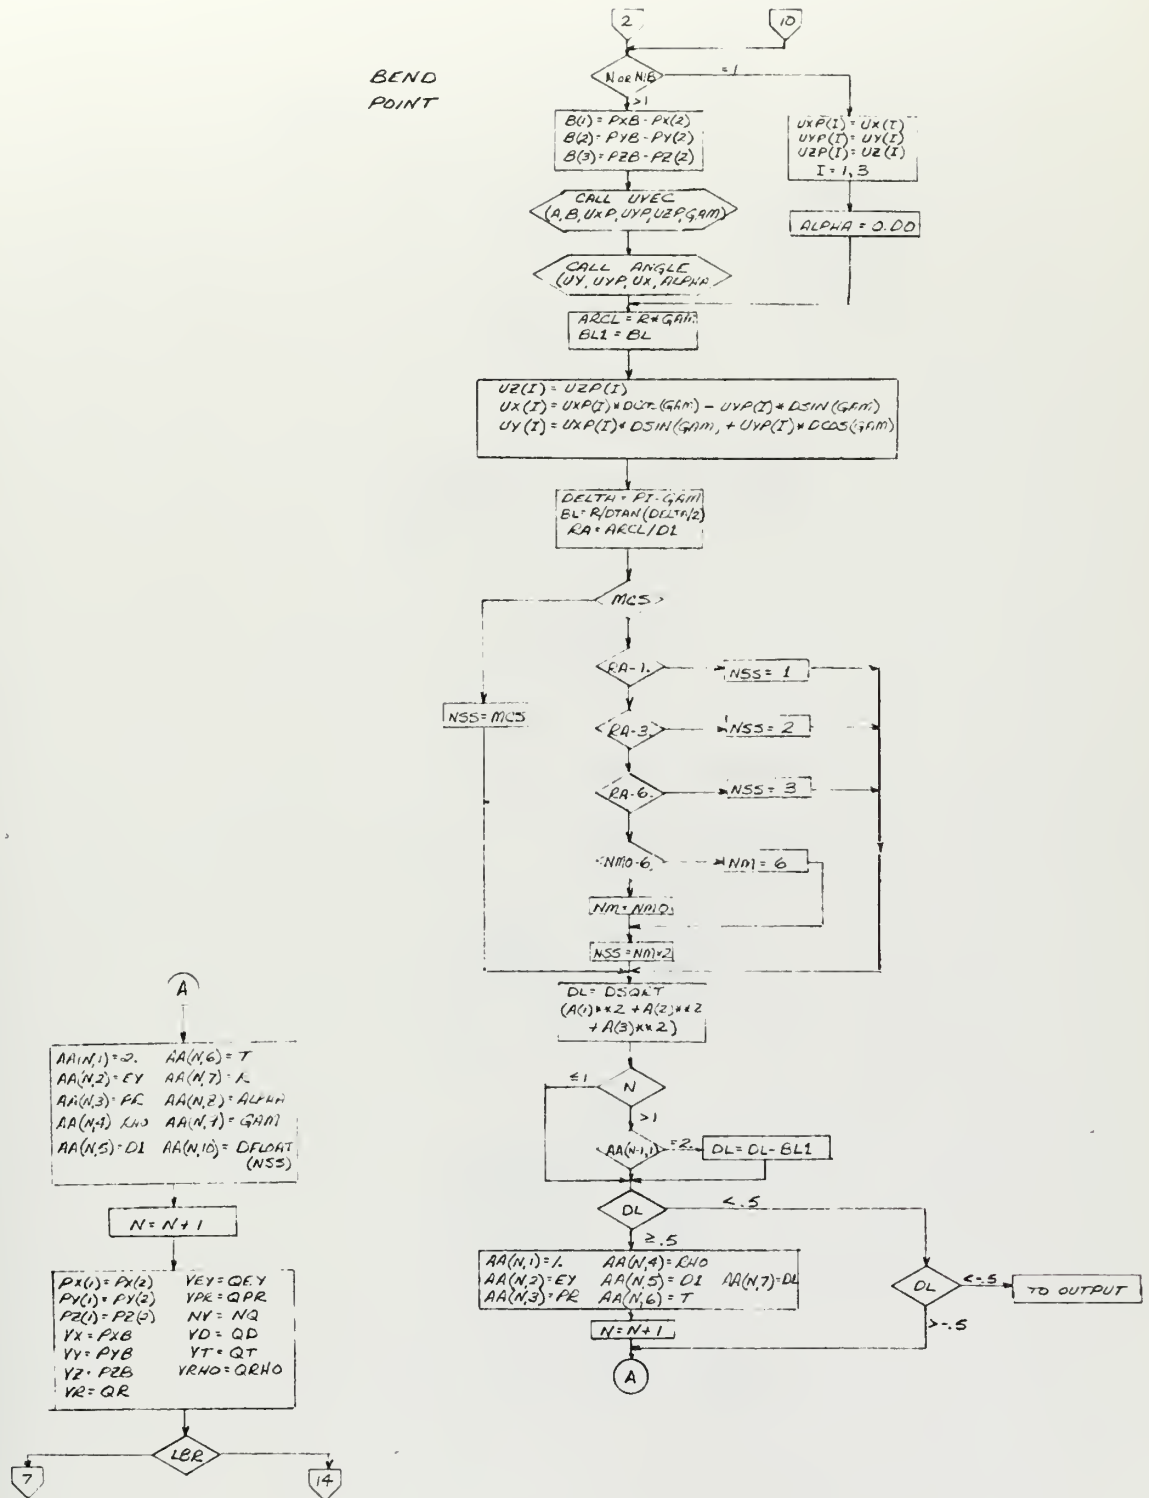 2
10
BEND
POINT
N OR NIB
=1
>1
B(1) = PXB - PX(2)
B(2) = PYB - PY(2)
B(3) = PZB - PZ(2)
UXP(I) = UX(I)
UYP(I) = UY(I)
UZP(I) = UZ(I)
I = 1, 3
CALL UVEC
(A, B, UXP, UYP, UZP, GAM)
ALPHA = 0.D0
CALL ANGLE
(UY, UYP, UX, ALPHA
ARCL = R*GAM
BL1 = BL
UZ(I) = UZP(I)
UX(I) = UXP(I) * (GAM) - UYP(I) * DSIN(GAM)
UY(I) = UXP(I) * DSIN(GAM) + UYP(I) * DCOS(GAM)
DELTA = PI - GAM
BL = R/DTAN(DELTA/2)
RA = ARCL/D1
MCS
RA-1.
NSS = 1
NSS = MCS
RA-3.
NSS = 2
RA-6.
NSS = 3
NMO-6.
NM = 6
NM = NMO
NSS = NM*2
DL = DSQRT
(A(1)**2 + A(2)**2
+ A(3)**2)
≤1
N
>1
AA(N-1,1)
=2.
DL = DL - BL1
DL
<.5
≥.5
AA(N,1) = 1. AA(N,4) = RHO
AA(N,2) = EY AA(N,5) = D1 AA(N,7) = DL
AA(N,3) = PR AA(N,6) = T
DL
<-.5
TO OUTPUT
>-.5
N = N+1
A
A
AA(N,1) = 2. AA(N,6) = T
AA(N,2) = EY AA(N,7) = R
AA(N,3) = PR AA(N,8) = ALPHA
AA(N,4) RHO AA(N,9) = GAM
AA(N,5) = D1 AA(N,10) = DFLOAT
(NSS)
N = N + 1
PX(1) = PX(2) VEY = QEY
PY(1) = PY(2) VPR = QPR
PZ(1) = PZ(2) NV = NQ
VX = PXB VD = QD
VY = PYB VT = QT
VZ = PZB VRHO = QRHO
VR = QR
LBR
7
14